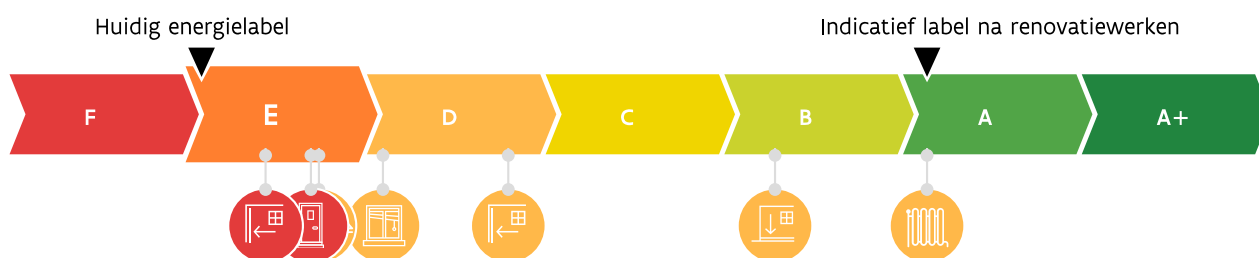 Huidig energielabel
Indicatief label na renovatiewerken
F E D C B A A+